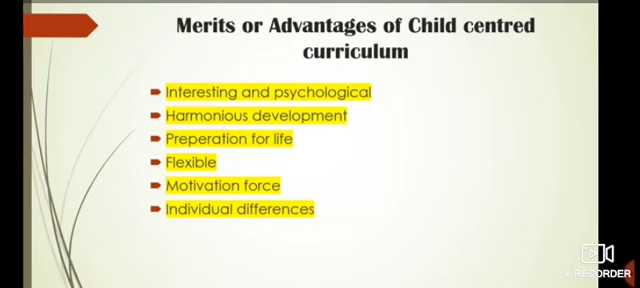 Merits or Advantages of Child centred
curriculum
Interesting and psychological
Harmonious development
Preparation for life
Flexible
Motivation force
Individual differences
V RECORDER